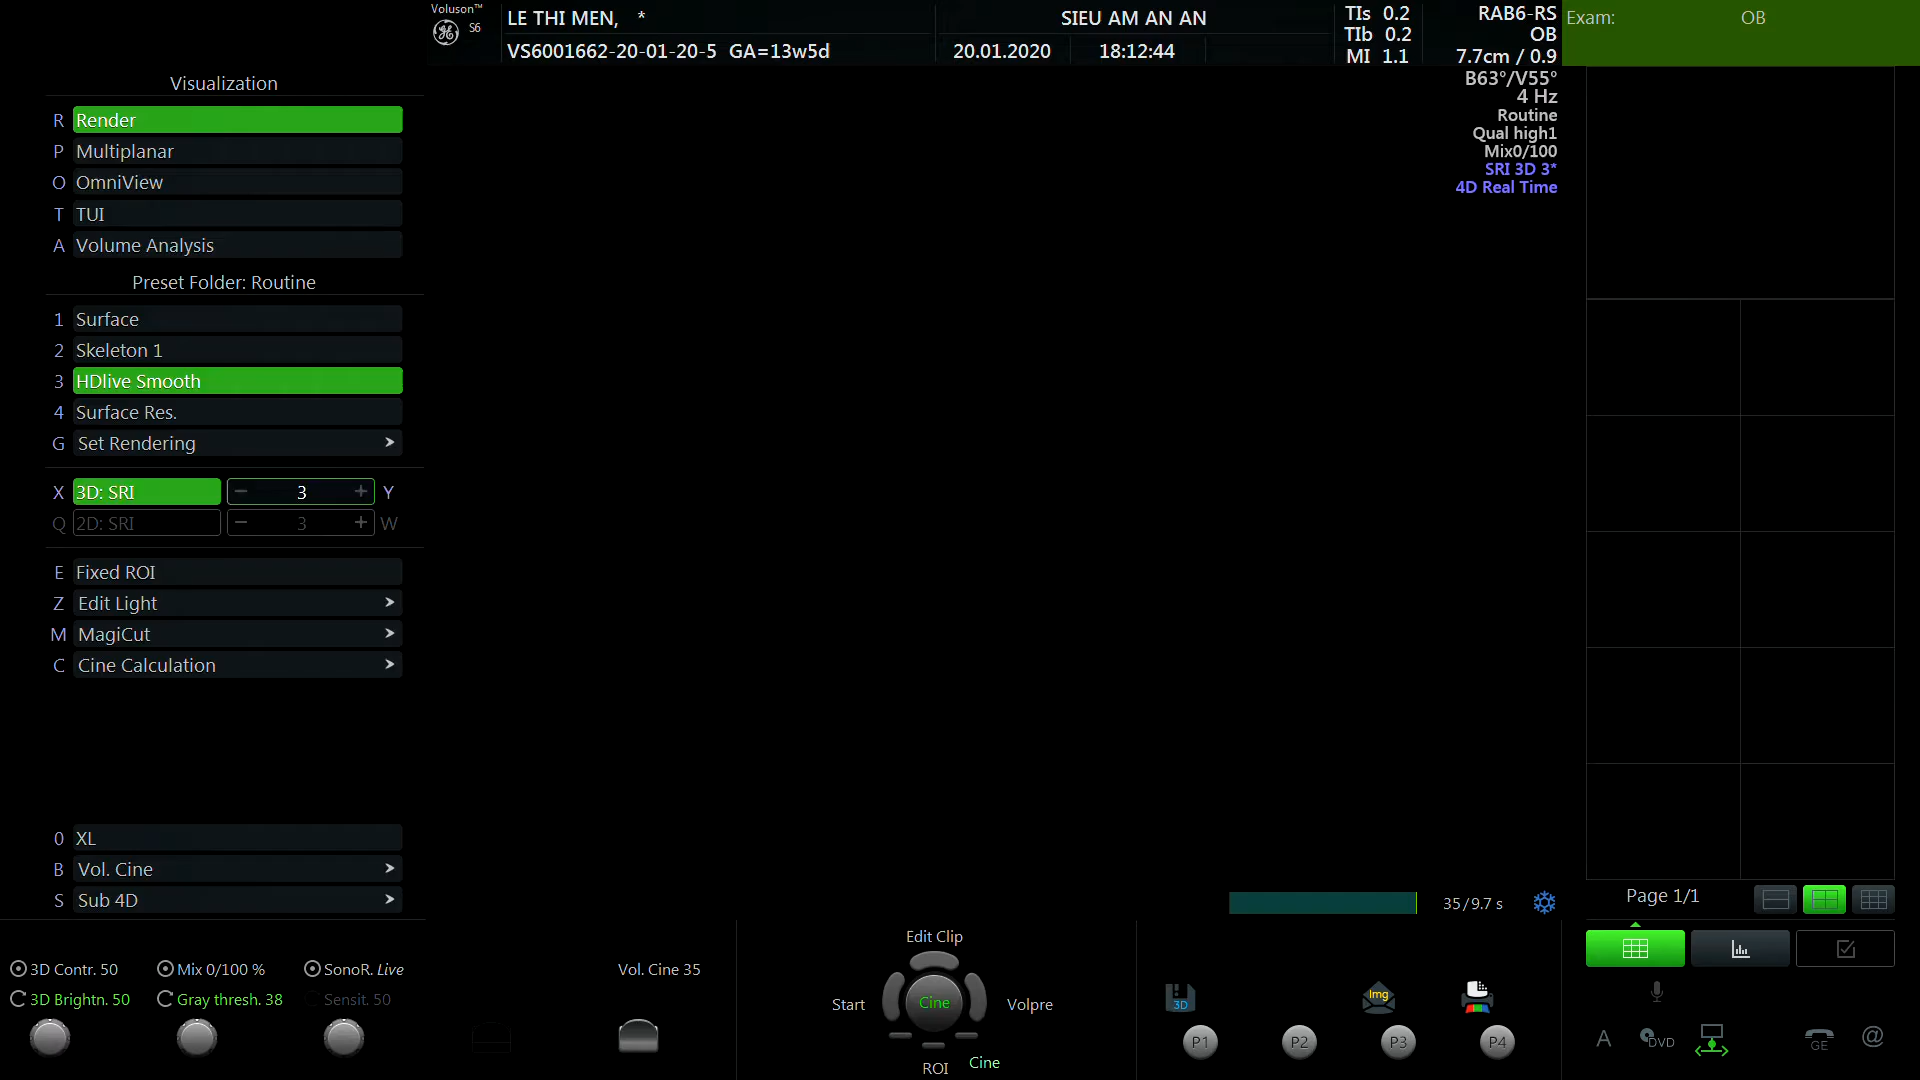 Voluson™
S6
LE THI MEN, *
VS6001662-20-01-20-5 GA=13w5d
SIEU AM AN AN
20.01.2020 18:12:44
TIs 0.2
TIb 0.2
MI 1.1
RAB6-RS
OB
7.7cm / 0.9
B63°/V55°
4 Hz
Routine
Qual high1
Mix0/100
SRI 3D 3*
4D Real Time
Exam: OB
Visualization
R Render
P Multiplanar
O OmniView
T TUI
A Volume Analysis
Preset Folder: Routine
1 Surface
2 Skeleton 1
3 HDlive Smooth
4 Surface Res.
G Set Rendering >
X 3D: SRI − 3 + Y
Q 2D: SRI − 3 + W
E Fixed ROI
Z Edit Light >
M MagiCut >
C Cine Calculation >
0 XL
B Vol. Cine >
S Sub 4D >
35/9.7 s
Page 1/1
3D Contr. 50
Mix 0/100 %
SonoR. Live
Vol. Cine 35
3D Brightn. 50
Gray thresh. 38
Sensit. 50
Edit Clip
Start
Cine
Volpre
ROI
Cine
3D
Img
P1
P2
P3
P4
A
DVD
GE
@